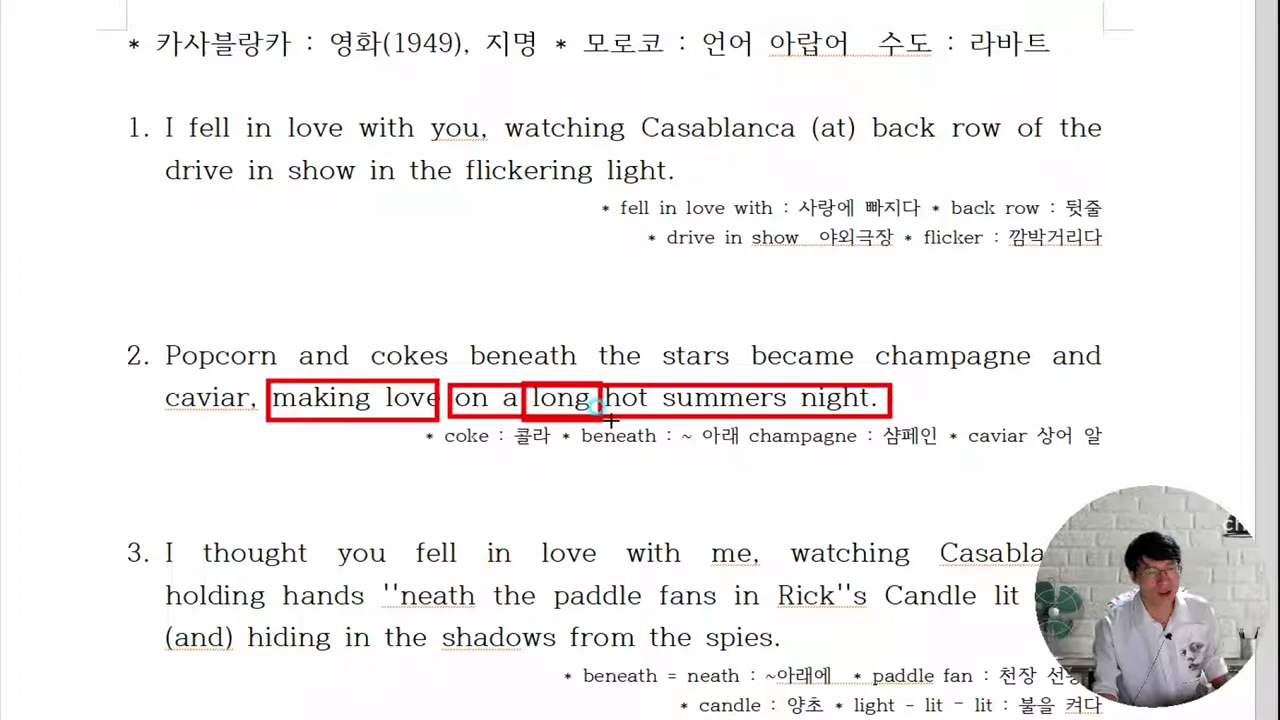 * 카사블랑카 : 영화(1949), 지명 * 모로코 : 언어 아랍어 수도 : 라바트
1. I fell in love with you, watching Casablanca (at) back row of the
drive in show in the flickering light.
* fell in love with : 사랑에 빠지다 * back row : 뒷줄
* drive in show 야외극장 * flicker : 깜박거리다
2. Popcorn and cokes beneath the stars became champagne and
caviar, making love on a long hot summers night.
* coke : 콜라 * beneath : ~ 아래 champagne : 샴페인 * caviar 상어 알
3. I thought you fell in love with me, watching
holding hands "neath the paddle fans in Rick"s Candle lit
(and) hiding in the shadows from the spies.
* beneath = neath : ~아래에 * paddle fan : 천장
* candle : 양초 * light - lit - lit : 불을 켜다